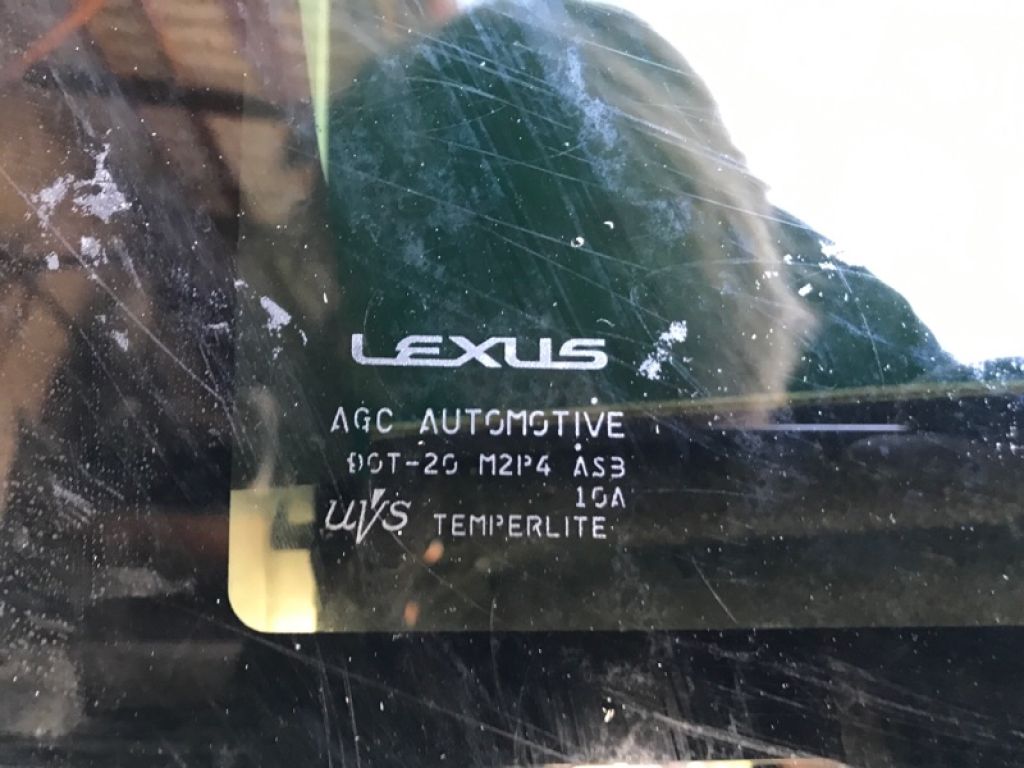 LEXUS
AGC AUTOMOTIVE
DOT-20 M2P4 AS3
10A
UVS TEMPERLITE